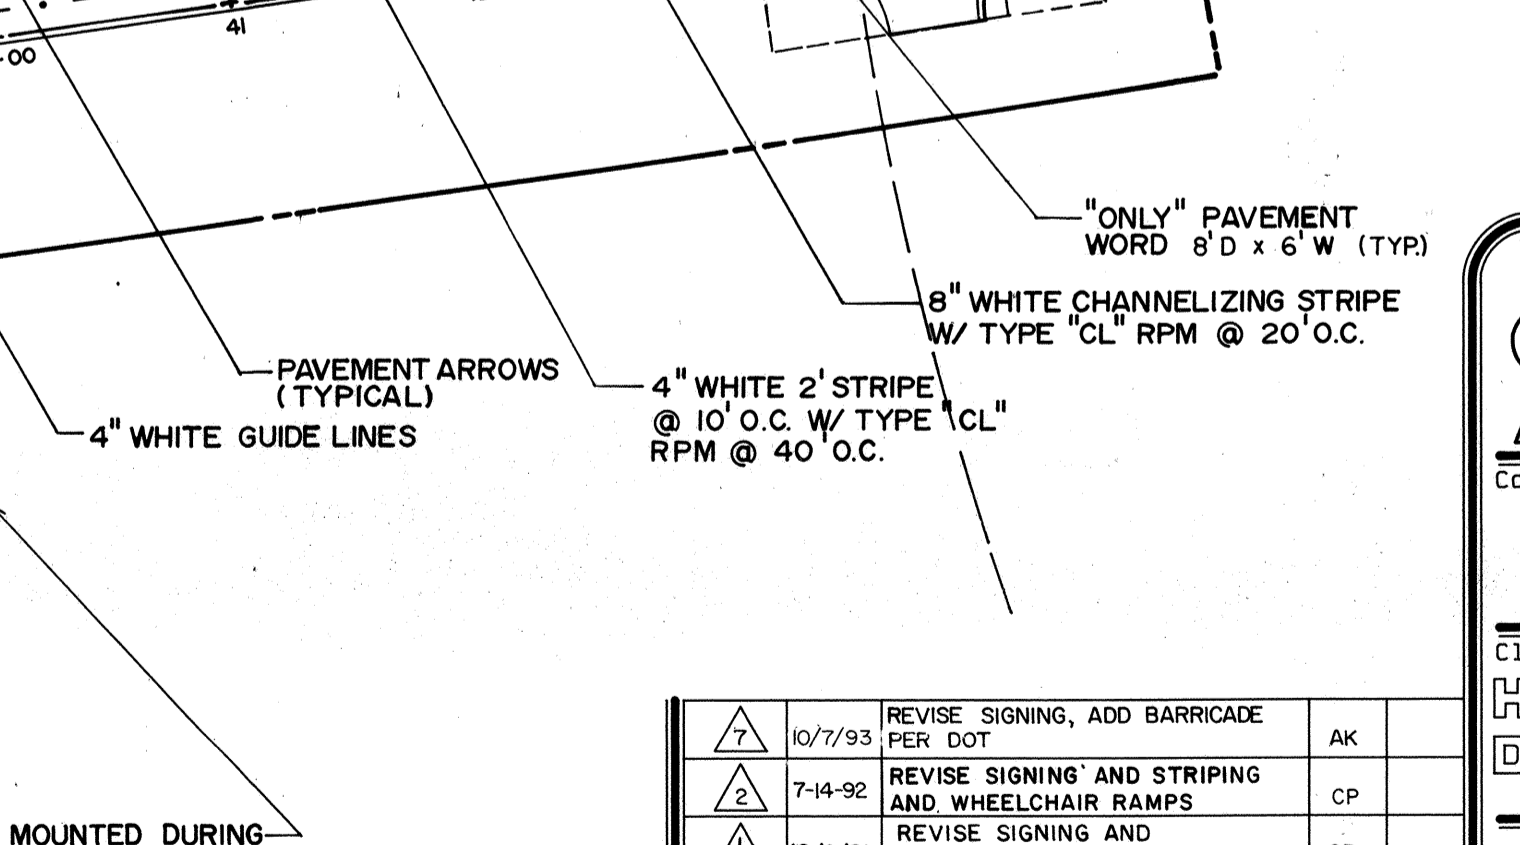 41
00
"ONLY" PAVEMENT
WORD 8'D x 6'W (TYP.)
8" WHITE CHANNELIZING STRIPE
W/ TYPE "CL" RPM @ 20' O.C.
PAVEMENT ARROWS
(TYPICAL)
4" WHITE 2' STRIPE
@ 10' O.C. W/ TYPE "CL"
RPM @ 40' O.C.
4" WHITE GUIDE LINES
7 10/7/93 REVISE SIGNING, ADD BARRICADE
PER DOT AK
2 7-14-92 REVISE SIGNING AND STRIPING
AND WHEELCHAIR RAMPS CP
REVISE SIGNING AND
MOUNTED DURING